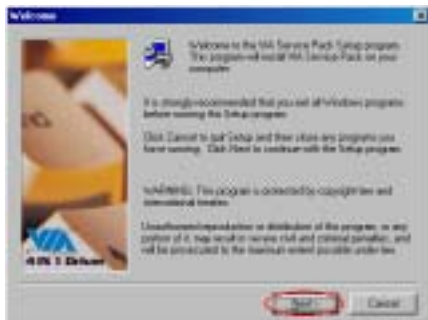 Welcome
Welcome to the VIA Service Pack Setup program.
This program will install VIA Service Pack on your
computer.
It is strongly recommended that you exit all Windows programs
before running this Setup program.
Click Cancel to quit Setup and then close any programs you
have running. Click Next to continue with the Setup program.
WARNING: This program is protected by copyright law and
international treaties.
Unauthorized reproduction or distribution of this program, or any
portion of it, may result in severe civil and criminal penalties, and
will be prosecuted to the maximum extent possible under law.
VIA
4 IN 1 Driver
Next >
Cancel